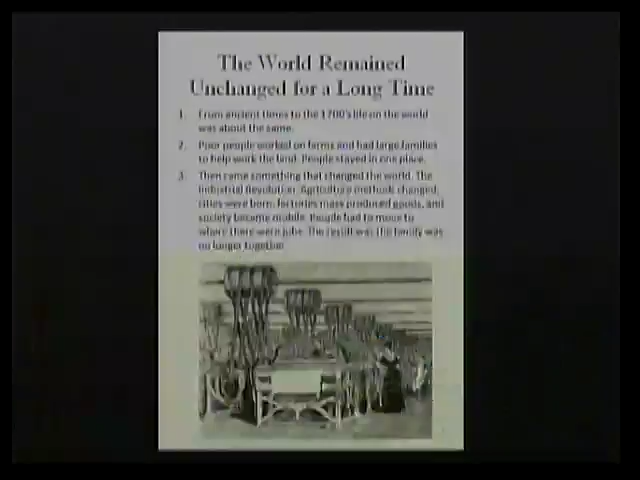 The World Remained
Unchanged for a Long Time
1. From ancient times to the 1700's life on the world
was about the same.
2. Poor people worked on farms and had large families
to help work the land. People stayed in one place.
3. Then came something that changed the world. The
Industrial Revolution. Agriculture methods changed,
cities were born, factories mass produced goods, and
society became mobile. People had to move to
where there were jobs. The result was the family was
no longer together